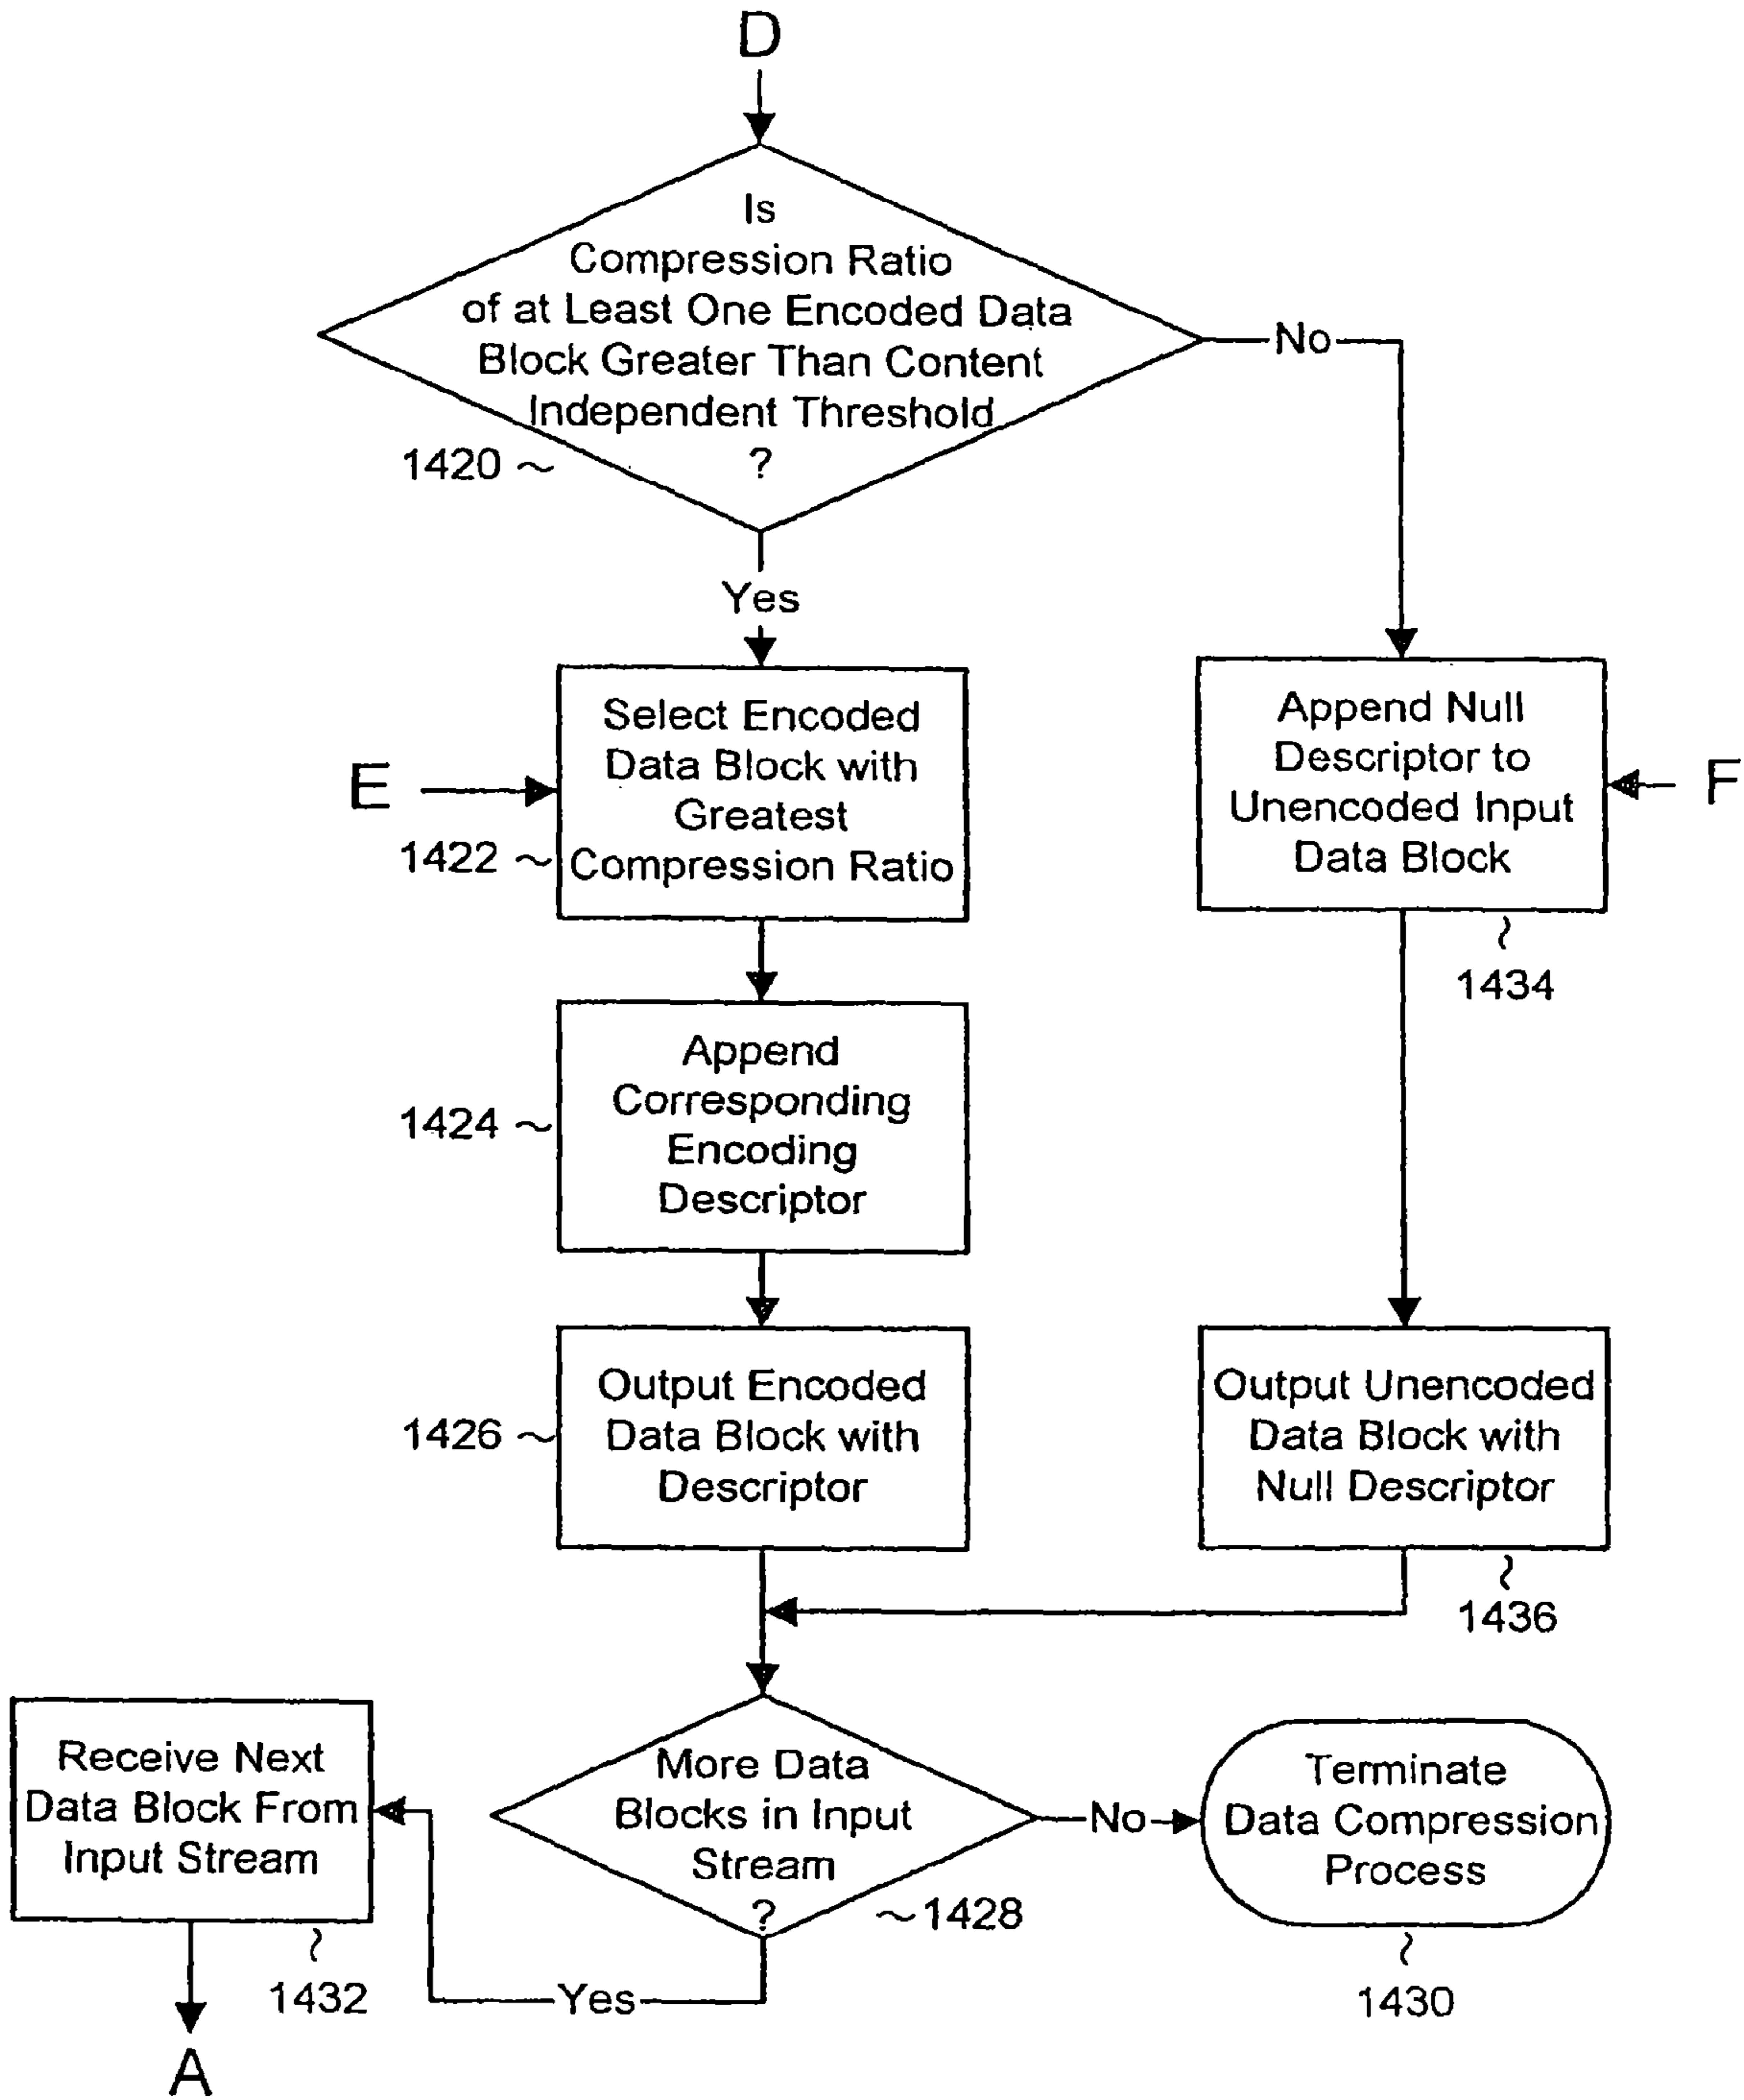 D
Is
Compression Ratio
of at Least One Encoded Data
Block Greater Than Content
Independent Threshold
?
1420
No
Yes
Select Encoded
Data Block with
Greatest
Compression Ratio
E
1422
Append Null
Descriptor to
Unencoded Input
Data Block
F
1434
Append
Corresponding
Encoding
Descriptor
1424
Output Encoded
Data Block with
Descriptor
1426
Output Unencoded
Data Block with
Null Descriptor
1436
More Data
Blocks in Input
Stream
?
1428
No
Terminate
Data Compression
Process
1430
Yes
Receive Next
Data Block From
Input Stream
1432
A